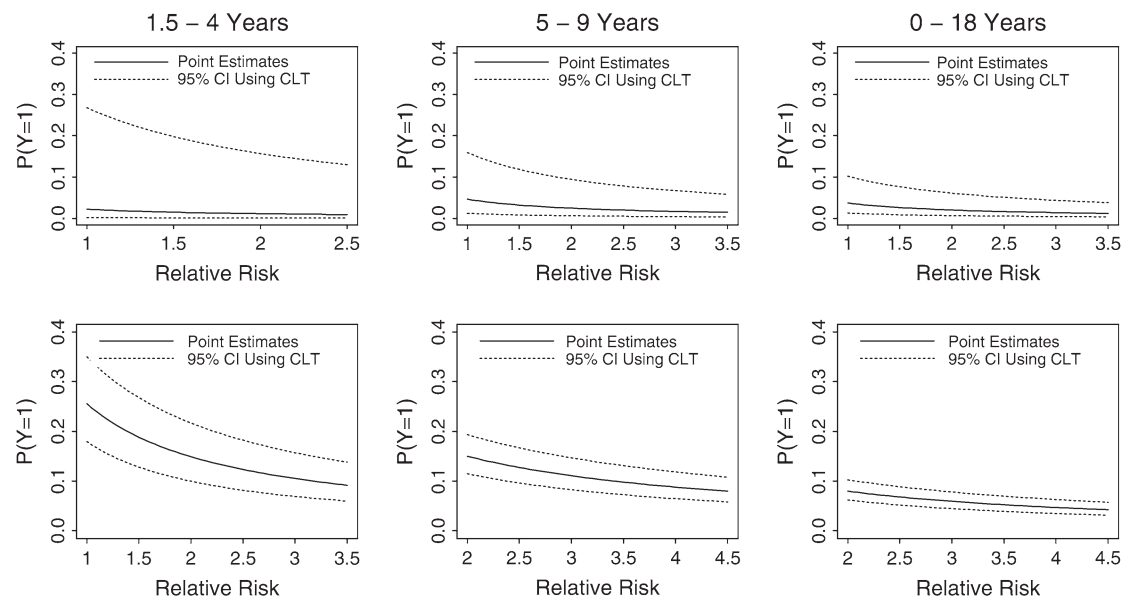 1.5 – 4 Years
5 – 9 Years
0 – 18 Years
P(Y=1)
0.4
0.3
0.2
0.1
0.0
Point Estimates
95% CI Using CLT
1 1.5 2 2.5
Relative Risk
P(Y=1)
0.4
0.3
0.2
0.1
0.0
Point Estimates
95% CI Using CLT
1 1.5 2 2.5 3 3.5
Relative Risk
P(Y=1)
0.4
0.3
0.2
0.1
0.0
Point Estimates
95% CI Using CLT
1 1.5 2 2.5 3 3.5
Relative Risk
P(Y=1)
0.4
0.3
0.2
0.1
0.0
Point Estimates
95% CI Using CLT
1 1.5 2 2.5 3 3.5
Relative Risk
P(Y=1)
0.4
0.3
0.2
0.1
0.0
Point Estimates
95% CI Using CLT
2 2.5 3 3.5 4 4.5
Relative Risk
P(Y=1)
0.4
0.3
0.2
0.1
0.0
Point Estimates
95% CI Using CLT
2 2.5 3 3.5 4 4.5
Relative Risk